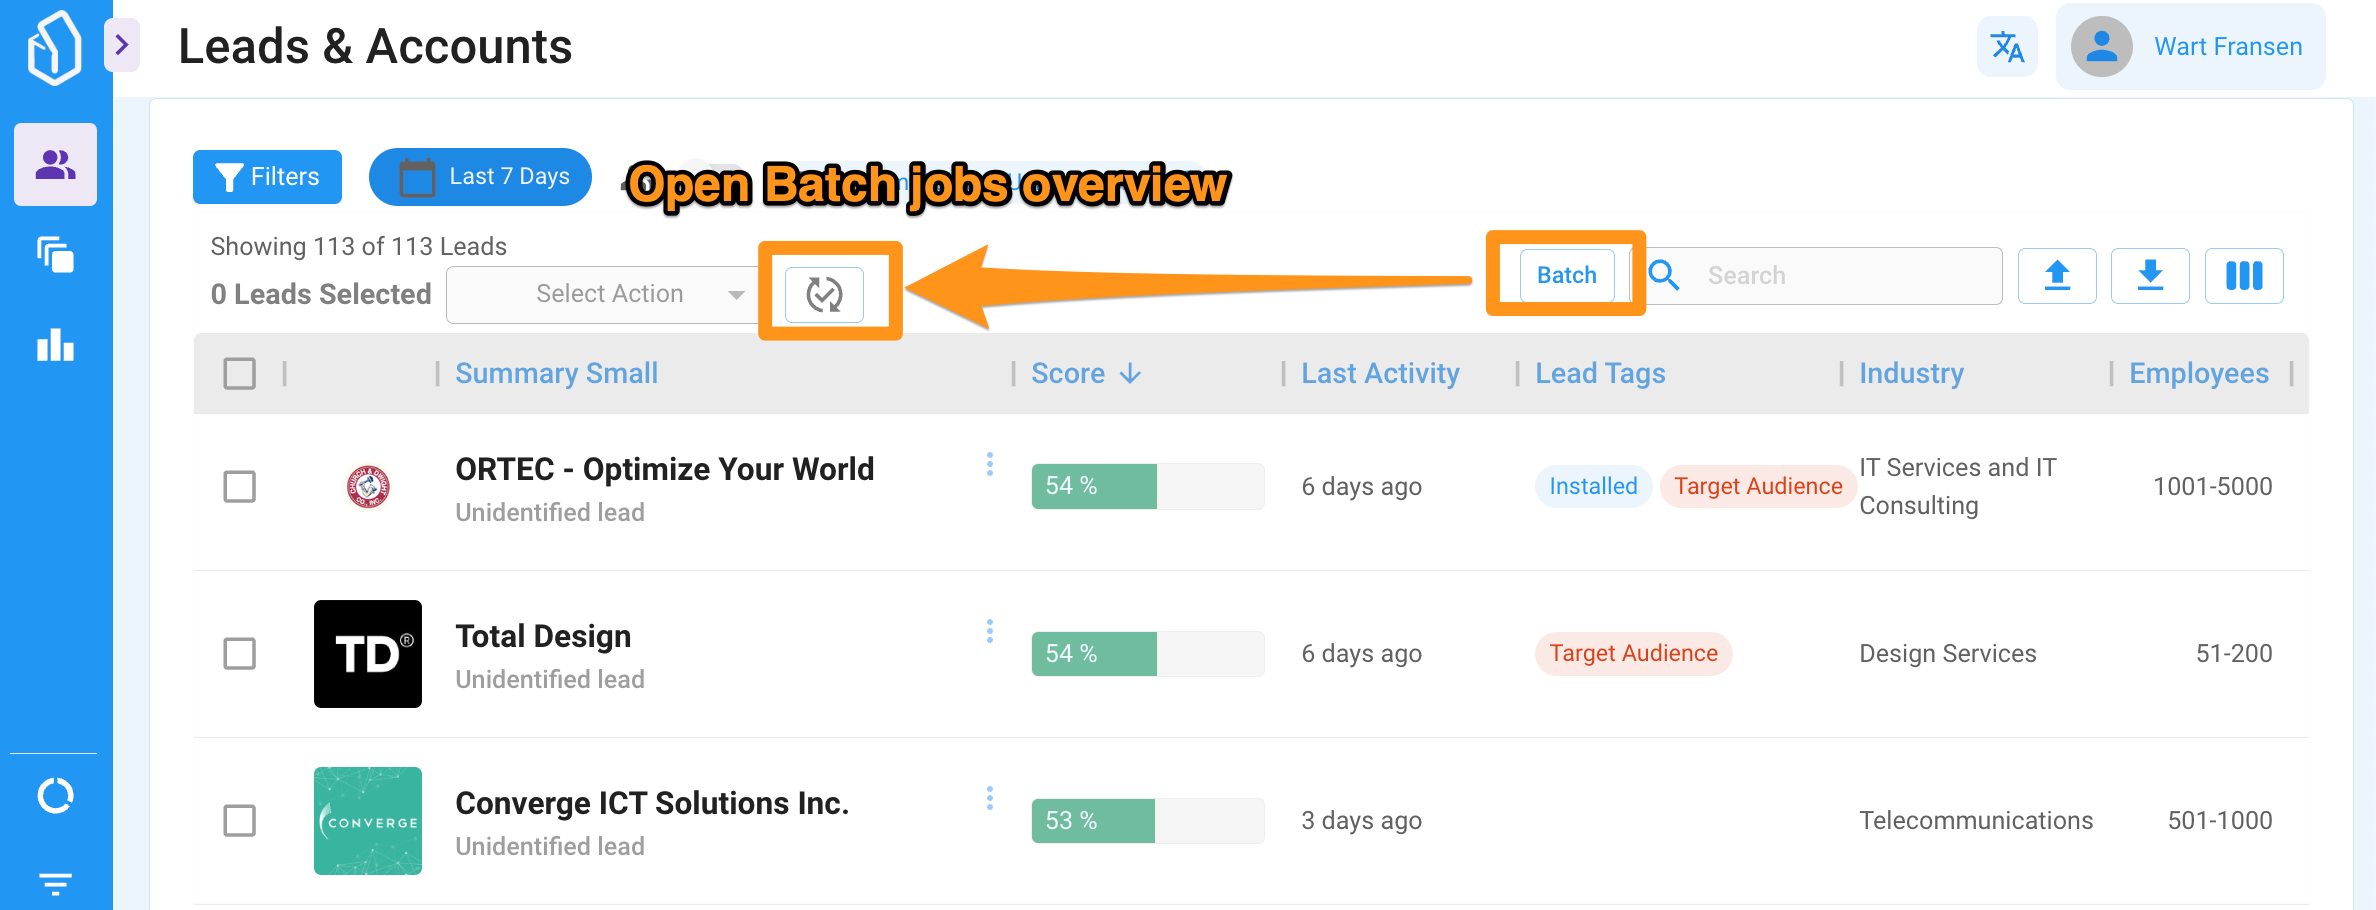 Leads & Accounts
Wart Fransen
Filters
Last 7 Days
Open Batch jobs overview
Showing 113 of 113 Leads
0 Leads Selected
Select Action
Batch
Search
Summary Small
Score
Last Activity
Lead Tags
Industry
Employees
ORTEC - Optimize Your World
Unidentified lead
54 %
6 days ago
Installed
Target Audience
IT Services and IT
Consulting
1001-5000
TD®
Total Design
Unidentified lead
54 %
6 days ago
Target Audience
Design Services
51-200
CONVERGE
Converge ICT Solutions Inc.
Unidentified lead
53 %
3 days ago
Telecommunications
501-1000